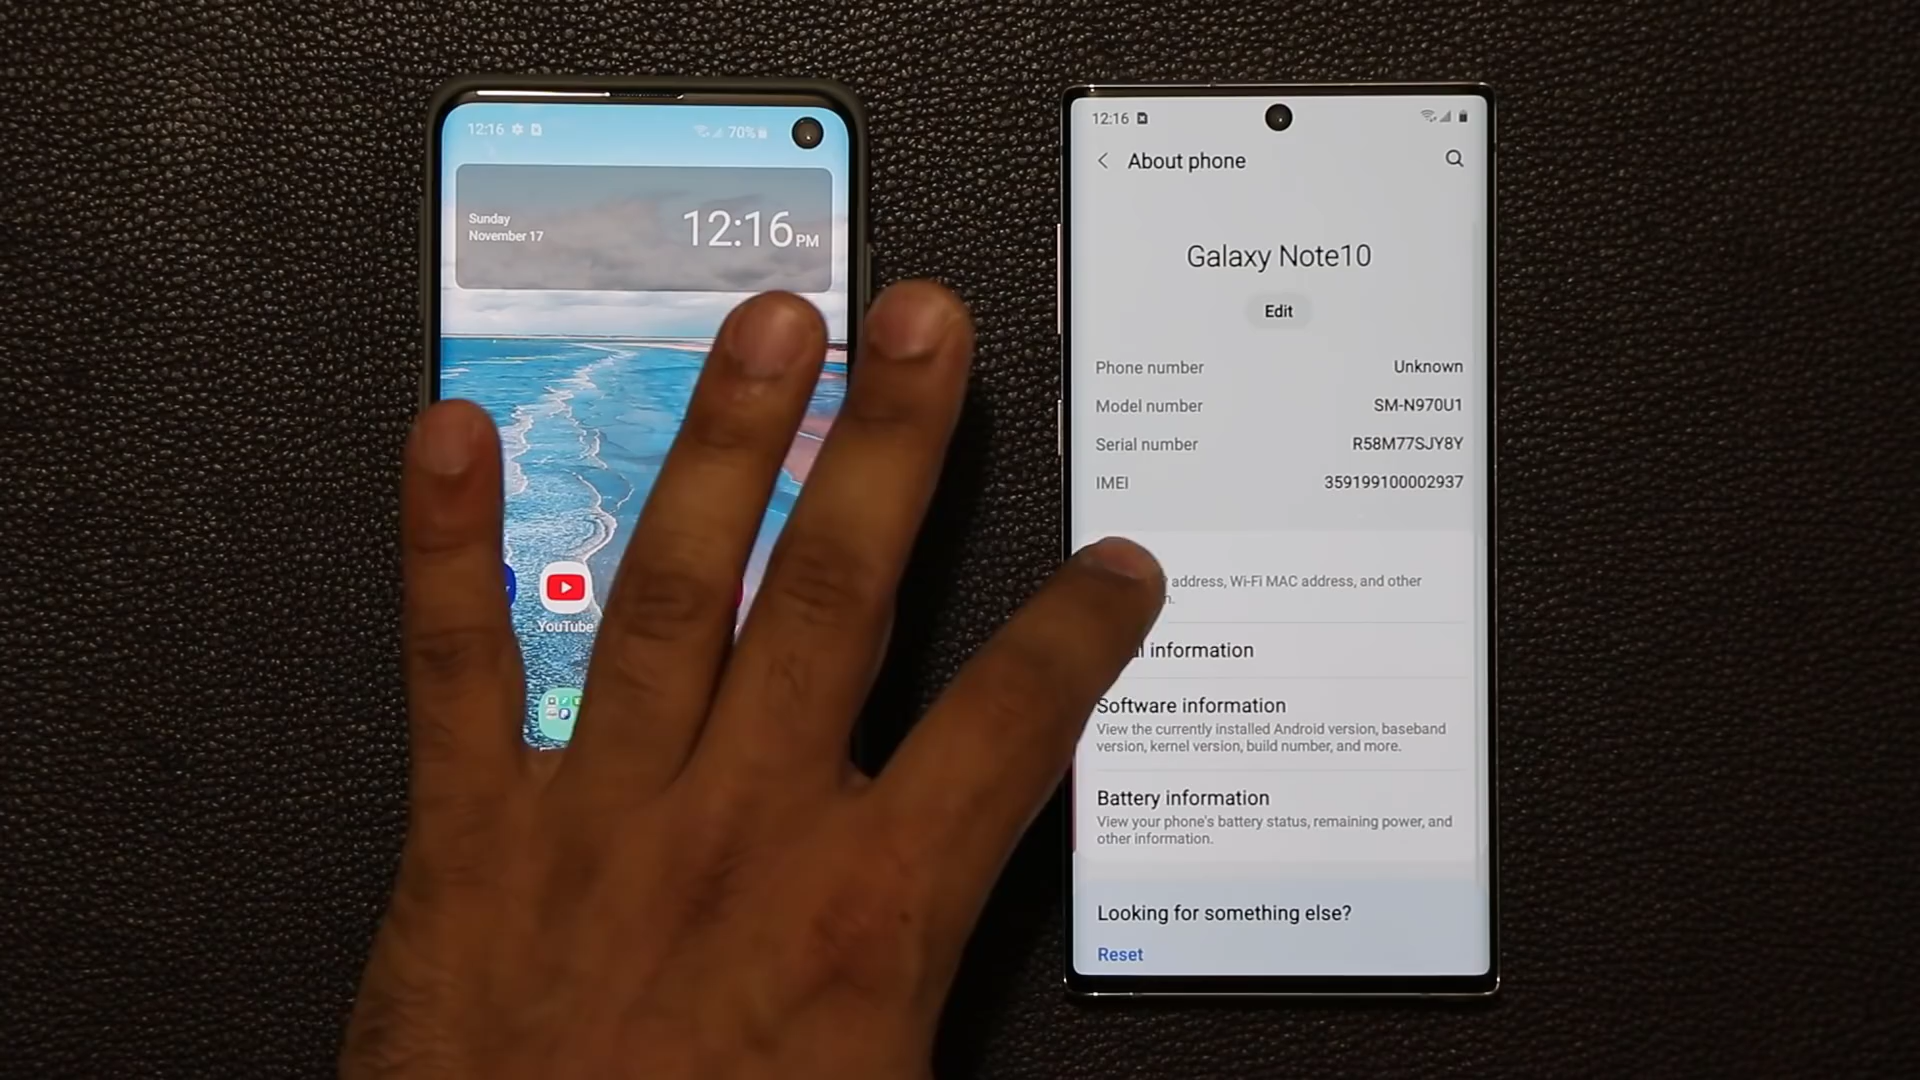 12:16
70%
Sunday
November 17
12:16 PM
YouTube
12:16
About phone
Galaxy Note10
Edit
Phone number Unknown
Model number SM-N970U1
Serial number R58M77SJY8Y
IMEI 359199100002937
address, Wi-Fi MAC address, and other
information
Software information
View the currently installed Android version, baseband
version, kernel version, build number, and more.
Battery information
View your phone's battery status, remaining power, and
other information.
Looking for something else?
Reset